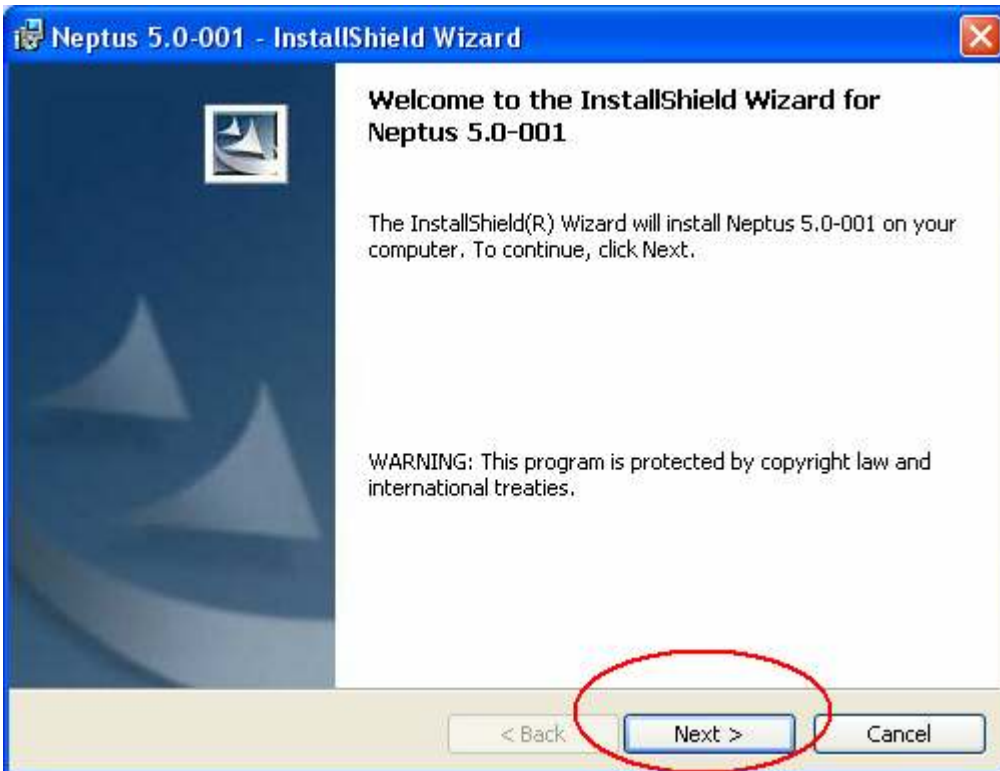 Neptus 5.0-001 - InstallShield Wizard
Welcome to the InstallShield Wizard for
Neptus 5.0-001
The InstallShield(R) Wizard will install Neptus 5.0-001 on your
computer. To continue, click Next.
WARNING: This program is protected by copyright law and
international treaties.
< Back Next > Cancel